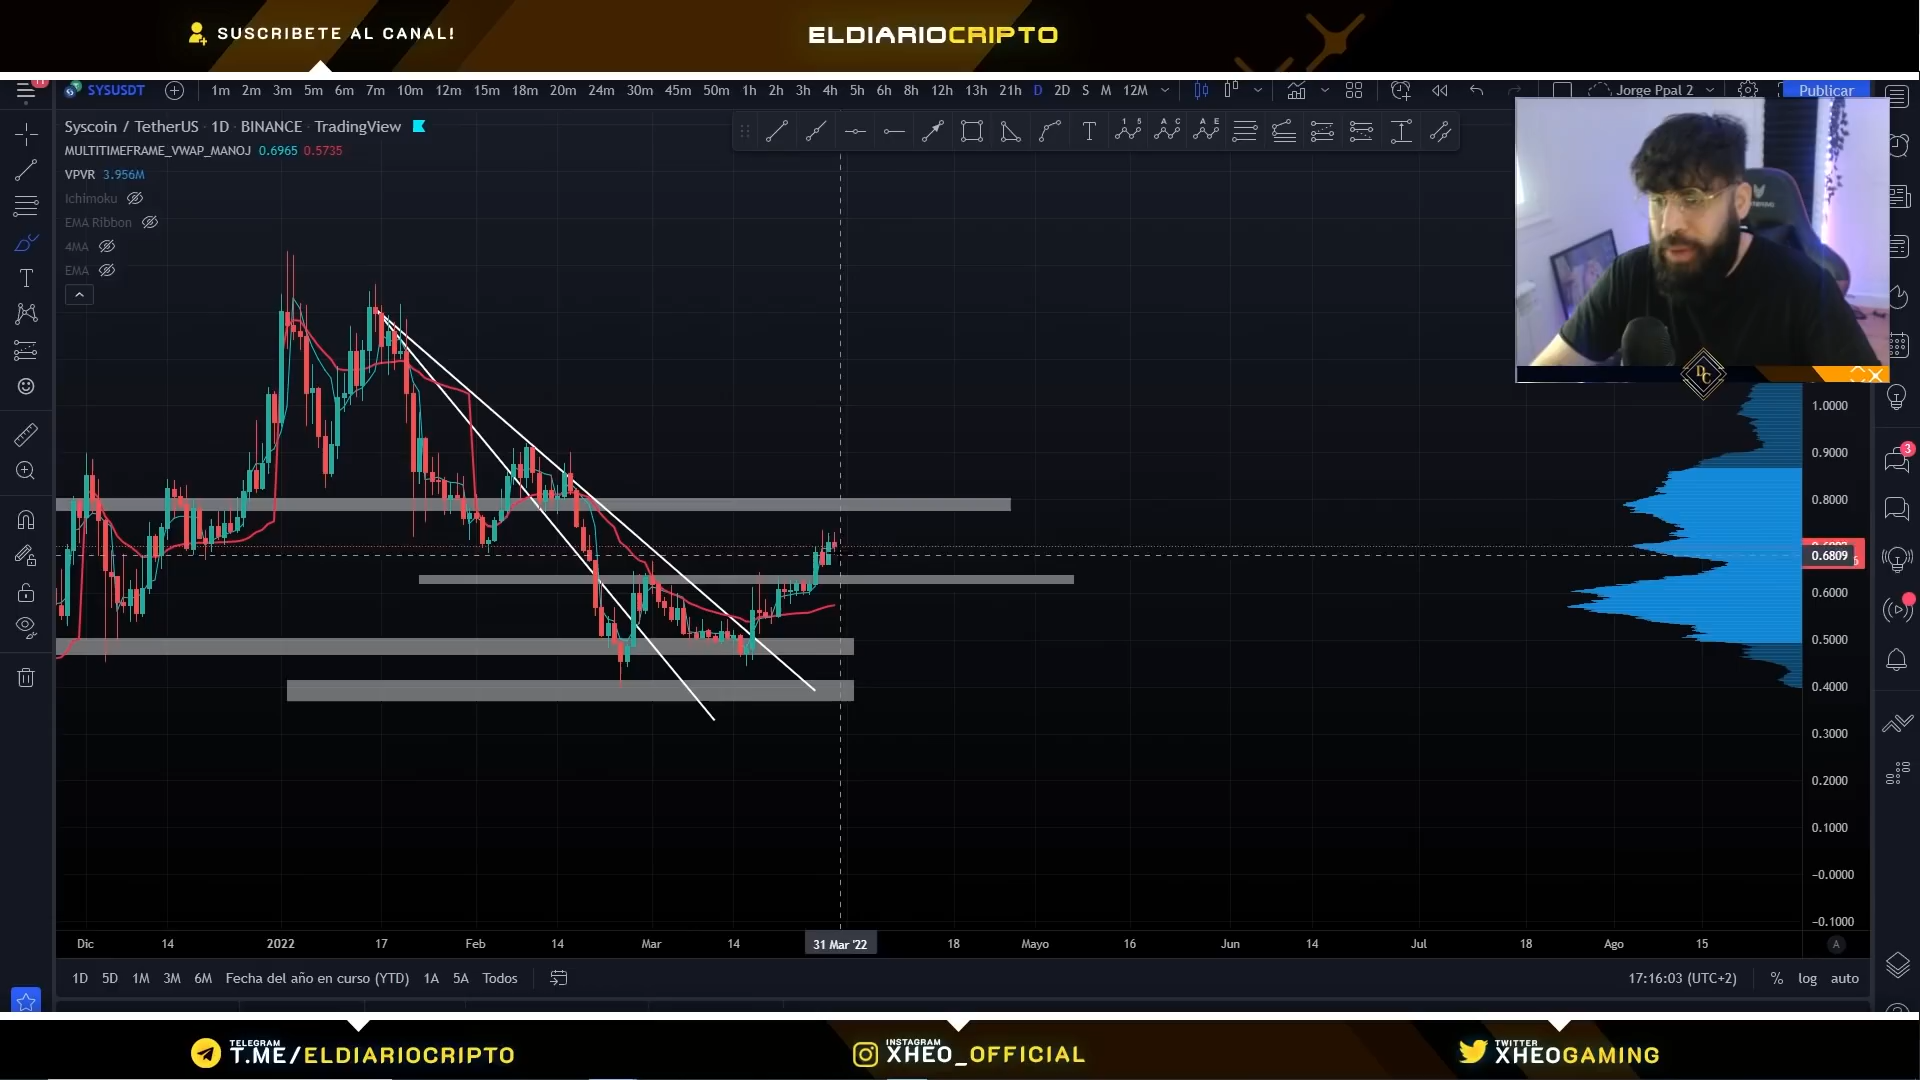 SUSCRIBETE AL CANAL!
ELDIARIOCRIPTO
11
SYSUSDT
1m 2m 3m 5m 6m 7m 10m 12m 15m 18m 20m 24m 30m 45m 50m 1h 2h 3h 4h 5h 6h 8h 12h 13h 21h D 2D S M 12M
Jorge Ppal 2
Publicar
Syscoin / TetherUS · 1D · BINANCE · TradingView
MULTITIMEFRAME_VWAP_MANOJ 0.6965 0.5735
VPVR 3.956M
Ichimoku
EMA Ribbon
4MA
EMA
DC
1.0000
0.9000
0.8000
0.6809
0.6000
0.5000
0.4000
0.3000
0.2000
0.1000
−0.0000
−0.1000
3
Dic 14 2022 17 Feb 14 Mar 14 31 Mar '22 18 Mayo 16 Jun 14 Jul 18 Ago 15
A
1D 5D 1M 3M 6M Fecha del año en curso (YTD) 1A 5A Todos
17:16:03 (UTC+2) % log auto
TELEGRAM
T.ME/ELDIARIOCRIPTO
INSTAGRAM
XHEO_OFFICIAL
TWITTER
XHEOGAMING